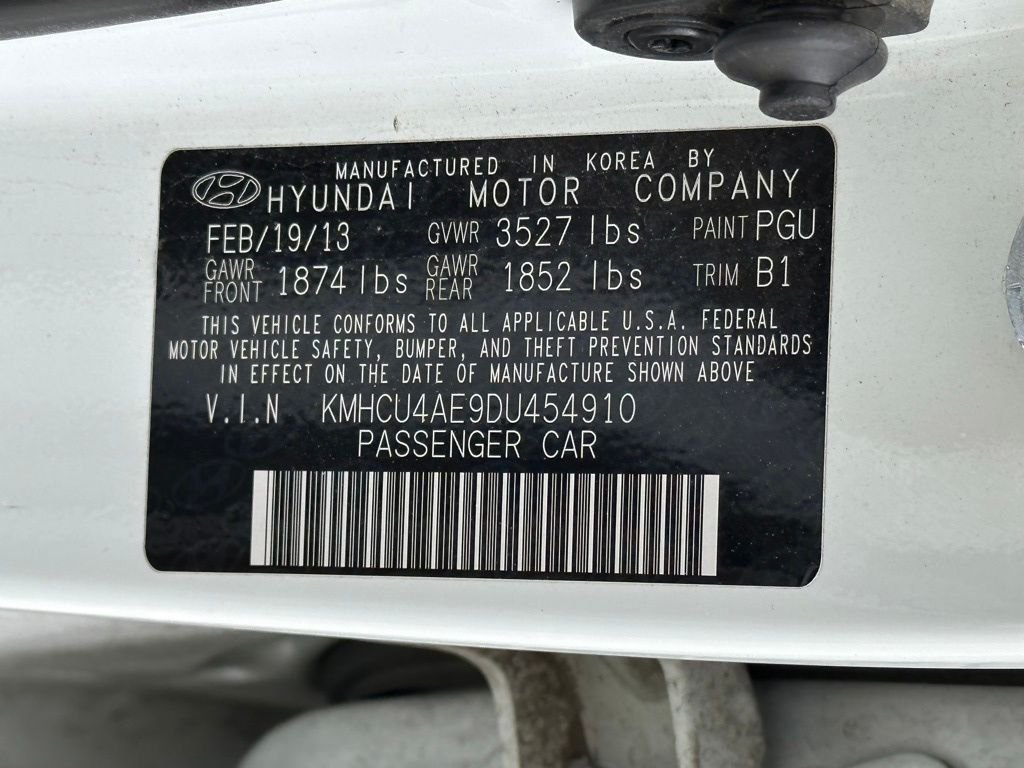 MANUFACTURED IN KOREA BY
HYUNDAI MOTOR COMPANY
FEB/19/13 GVWR 3527 lbs PAINT PGU
GAWR FRONT 1874 lbs GAWR REAR 1852 lbs TRIM B1
THIS VEHICLE CONFORMS TO ALL APPLICABLE U.S.A. FEDERAL
MOTOR VEHICLE SAFETY, BUMPER, AND THEFT PREVENTION STANDARDS
IN EFFECT ON THE DATE OF MANUFACTURE SHOWN ABOVE
V.I.N KMHCU4AE9DU454910
PASSENGER CAR